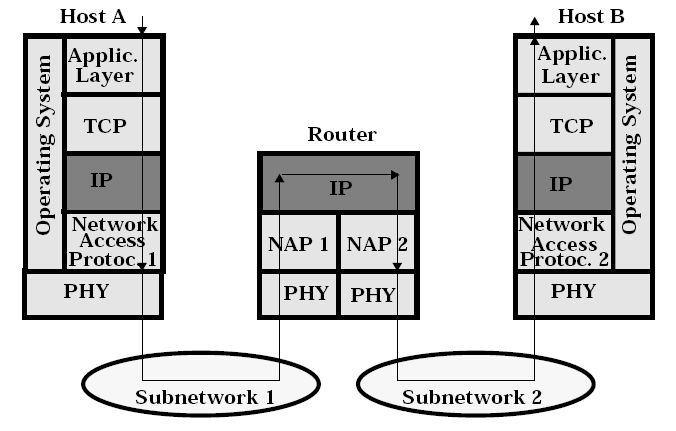 Host A
Operating System
Applic.
Layer
TCP
IP
Network
Access
Protoc. 1
PHY
Router
IP
NAP 1
NAP 2
PHY
PHY
Host B
Applic.
Layer
TCP
IP
Network
Access
Protoc. 2
Operating System
PHY
Subnetwork 1
Subnetwork 2